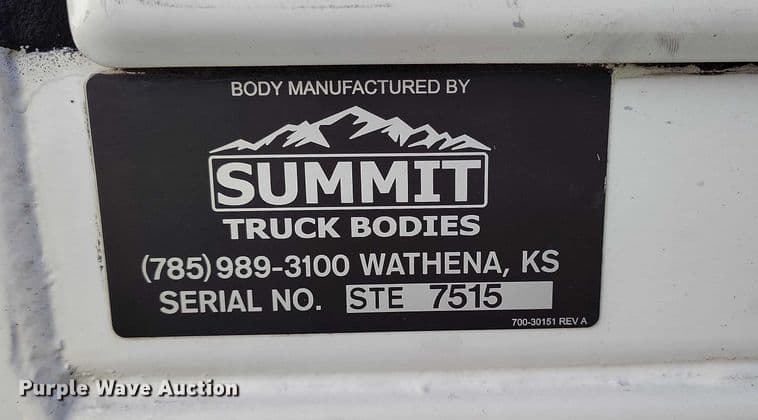 BODY MANUFACTURED BY
SUMMIT
TRUCK BODIES
(785) 989-3100 WATHENA, KS
SERIAL NO. STE 7515
700-30151 REV A
Purple Wave Auction